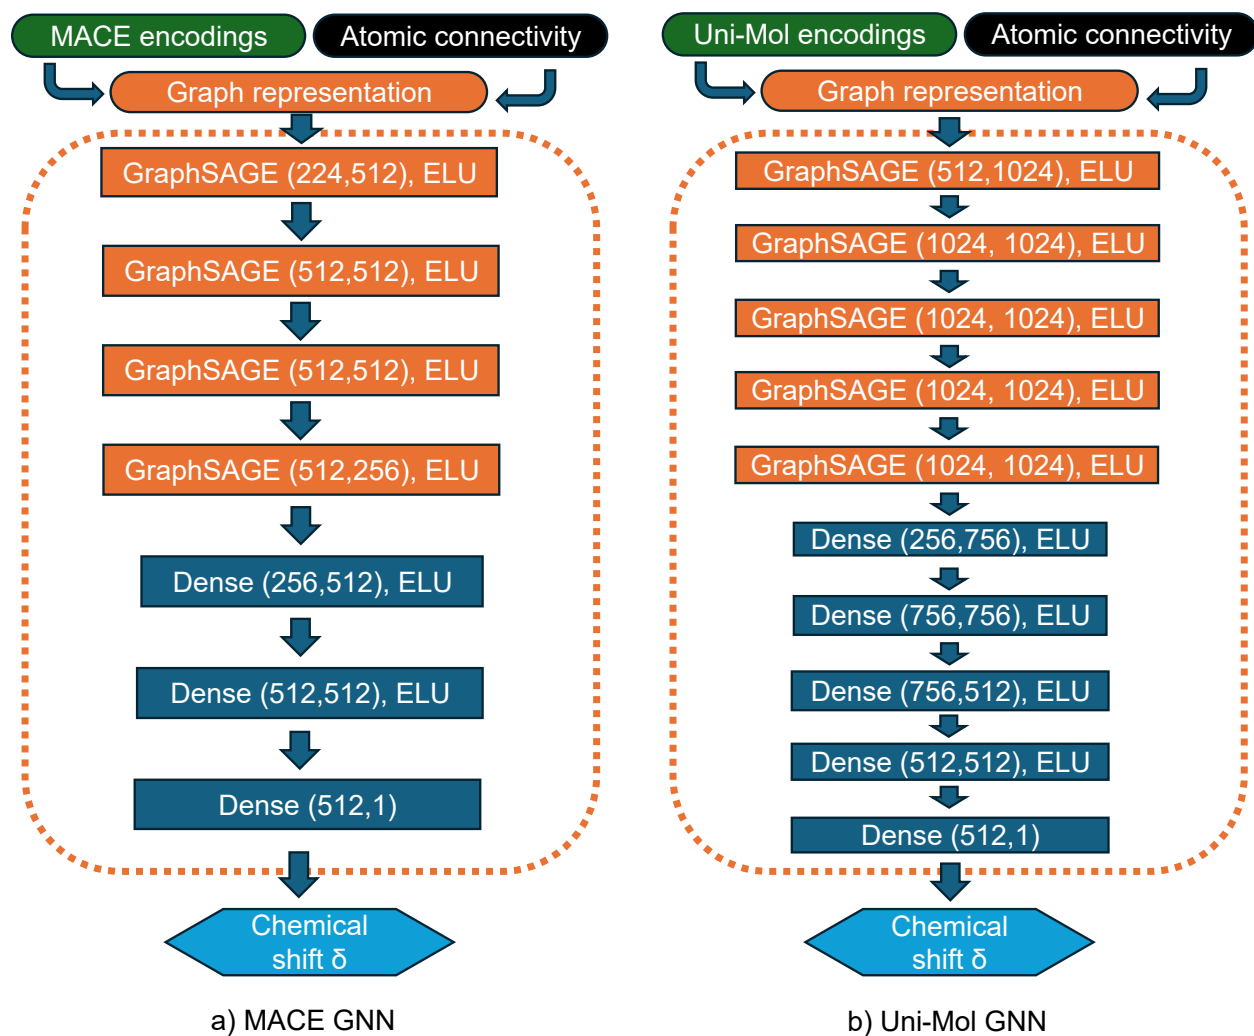 MACE encodings
Atomic connectivity
Graph representation
GraphSAGE (224,512), ELU
GraphSAGE (512,512), ELU
GraphSAGE (512,512), ELU
GraphSAGE (512,256), ELU
Dense (256,512), ELU
Dense (512,512), ELU
Dense (512,1)
Chemical
shift δ
a) MACE GNN
Uni-Mol encodings
Atomic connectivity
Graph representation
GraphSAGE (512,1024), ELU
GraphSAGE (1024, 1024), ELU
GraphSAGE (1024, 1024), ELU
GraphSAGE (1024, 1024), ELU
GraphSAGE (1024, 1024), ELU
Dense (256,756), ELU
Dense (756,756), ELU
Dense (756,512), ELU
Dense (512,512), ELU
Dense (512,1)
Chemical
shift δ
b) Uni-Mol GNN